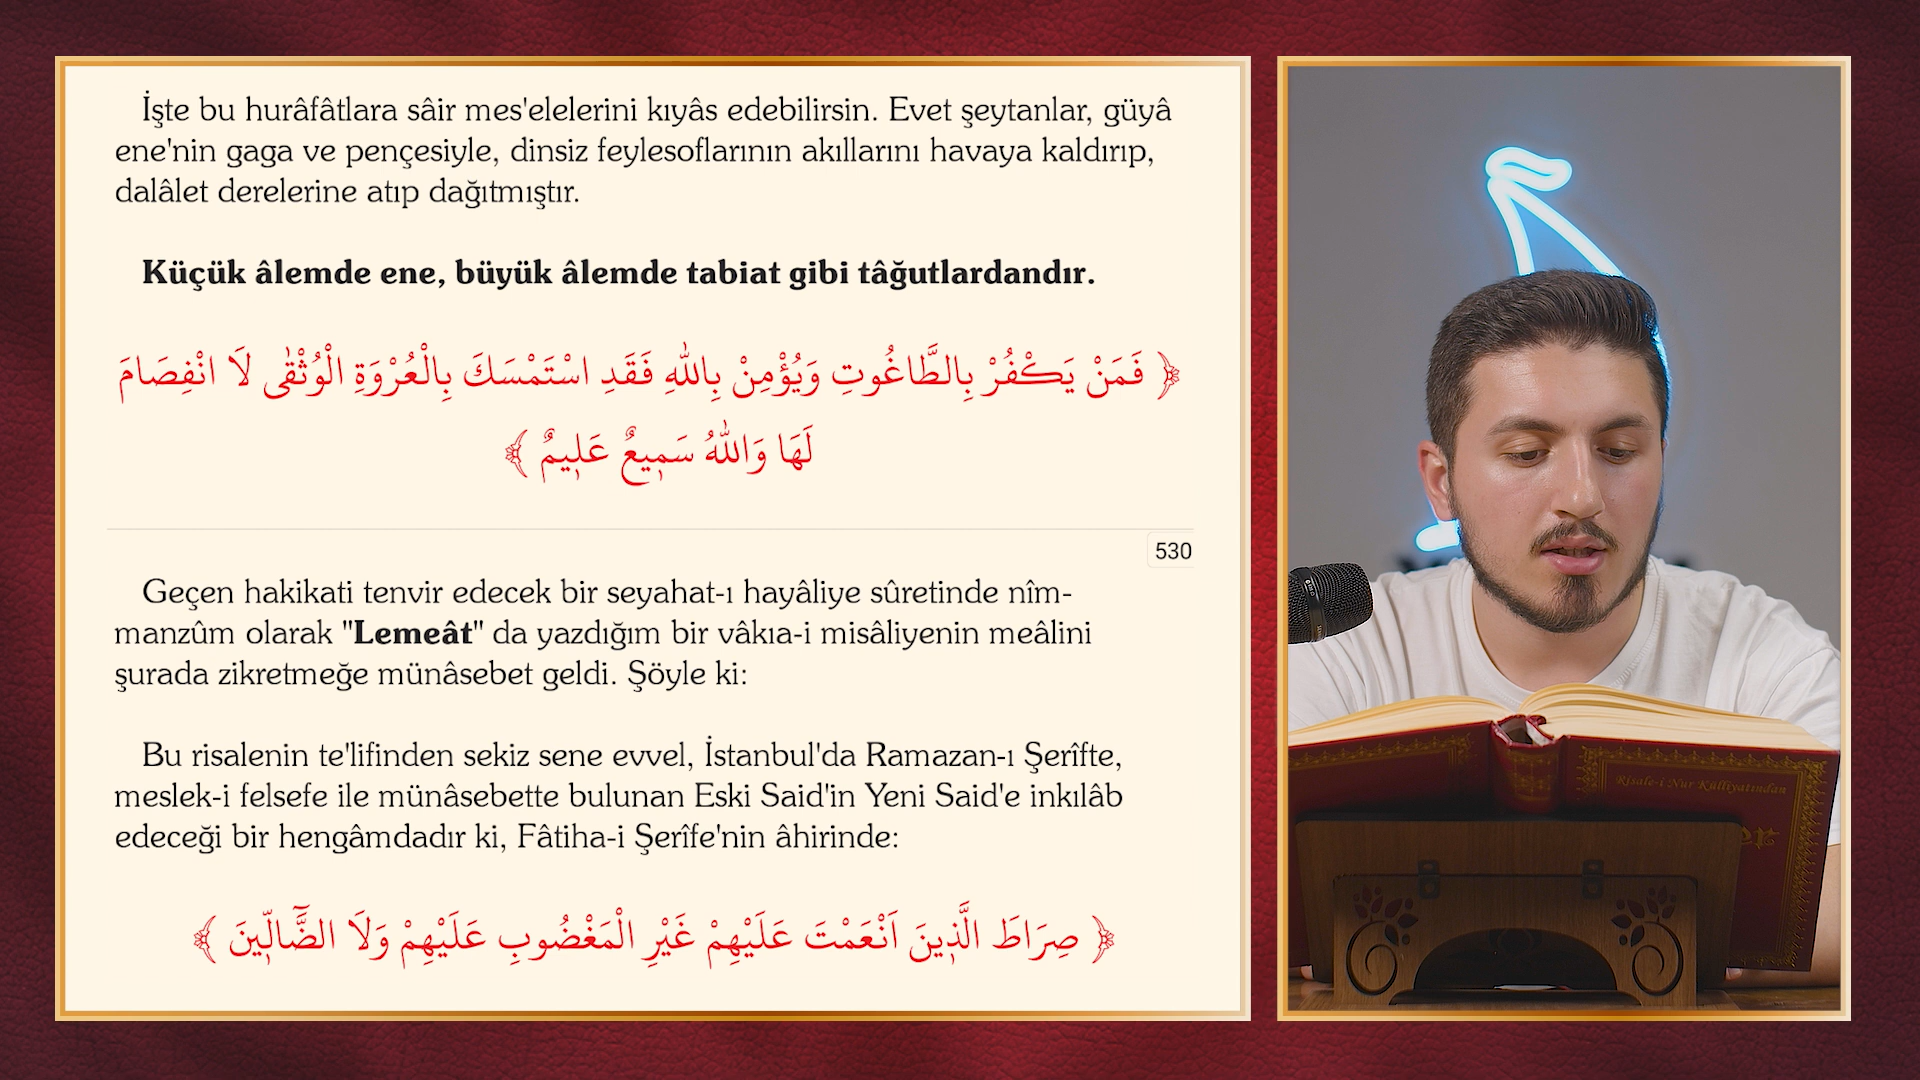 İşte bu hurâfâtlara sâir mes'elelerini kıyâs edebilirsin. Evet şeytanlar, güyâ
ene'nin gaga ve pençesiyle, dinsiz feylesoflarının akıllarını havaya kaldırıp,
dalâlet derelerine atıp dağıtmıştır.
Küçük âlemde ene, büyük âlemde tabiat gibi tâğutlardandır.
﴿ فَمَنْ يَكْفُرْ بِالطَّاغُوتِ وَيُؤْمِنْ بِاللّٰهِ فَقَدِ اسْتَمْسَكَ بِالْعُرْوَةِ الْوُثْقٰى لَا انْفِصَامَ
لَهَا وَاللّٰهُ سَمِيعٌ عَلِيمٌ ﴾
530
Geçen hakikati tenvir edecek bir seyahat-ı hayâliye sûretinde nîm-
manzûm olarak "Lemeât" da yazdığım bir vâkıa-i misâliyenin meâlini
şurada zikretmeğe münâsebet geldi. Şöyle ki:
Bu risalenin te'lifinden sekiz sene evvel, İstanbul'da Ramazan-ı Şerîfte,
meslek-i felsefe ile münâsebette bulunan Eski Said'in Yeni Said'e inkılâb
edeceği bir hengâmdadır ki, Fâtiha-i Şerîfe'nin âhirinde:
﴿ صِرَاطَ الَّذِينَ اَنْعَمْتَ عَلَيْهِمْ غَيْرِ الْمَغْضُوبِ عَلَيْهِمْ وَلَا الضَّٓالِّينَ ﴾
Risale-i Nur Külliyatından